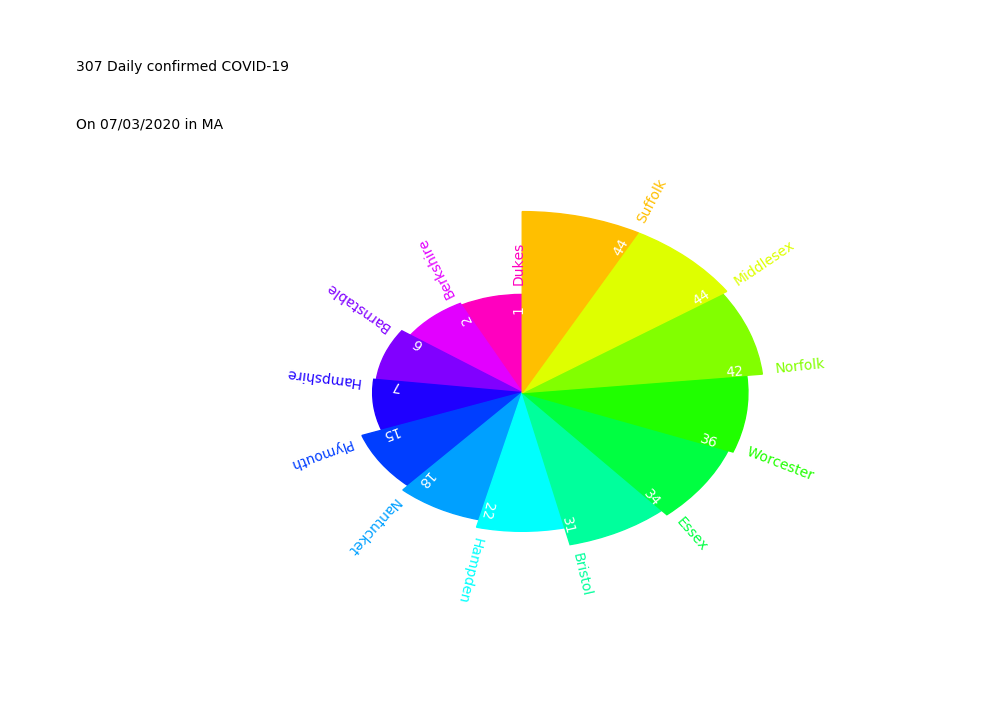 307 Daily confirmed COVID-19
On 07/03/2020 in MA
Suffolk
44
Middlesex
44
Norfolk
42
Worcester
36
Essex
34
Bristol
31
Hampden
22
Nantucket
18
Plymouth
15
Hampshire
7
Barnstable
6
Berkshire
2
Dukes
1